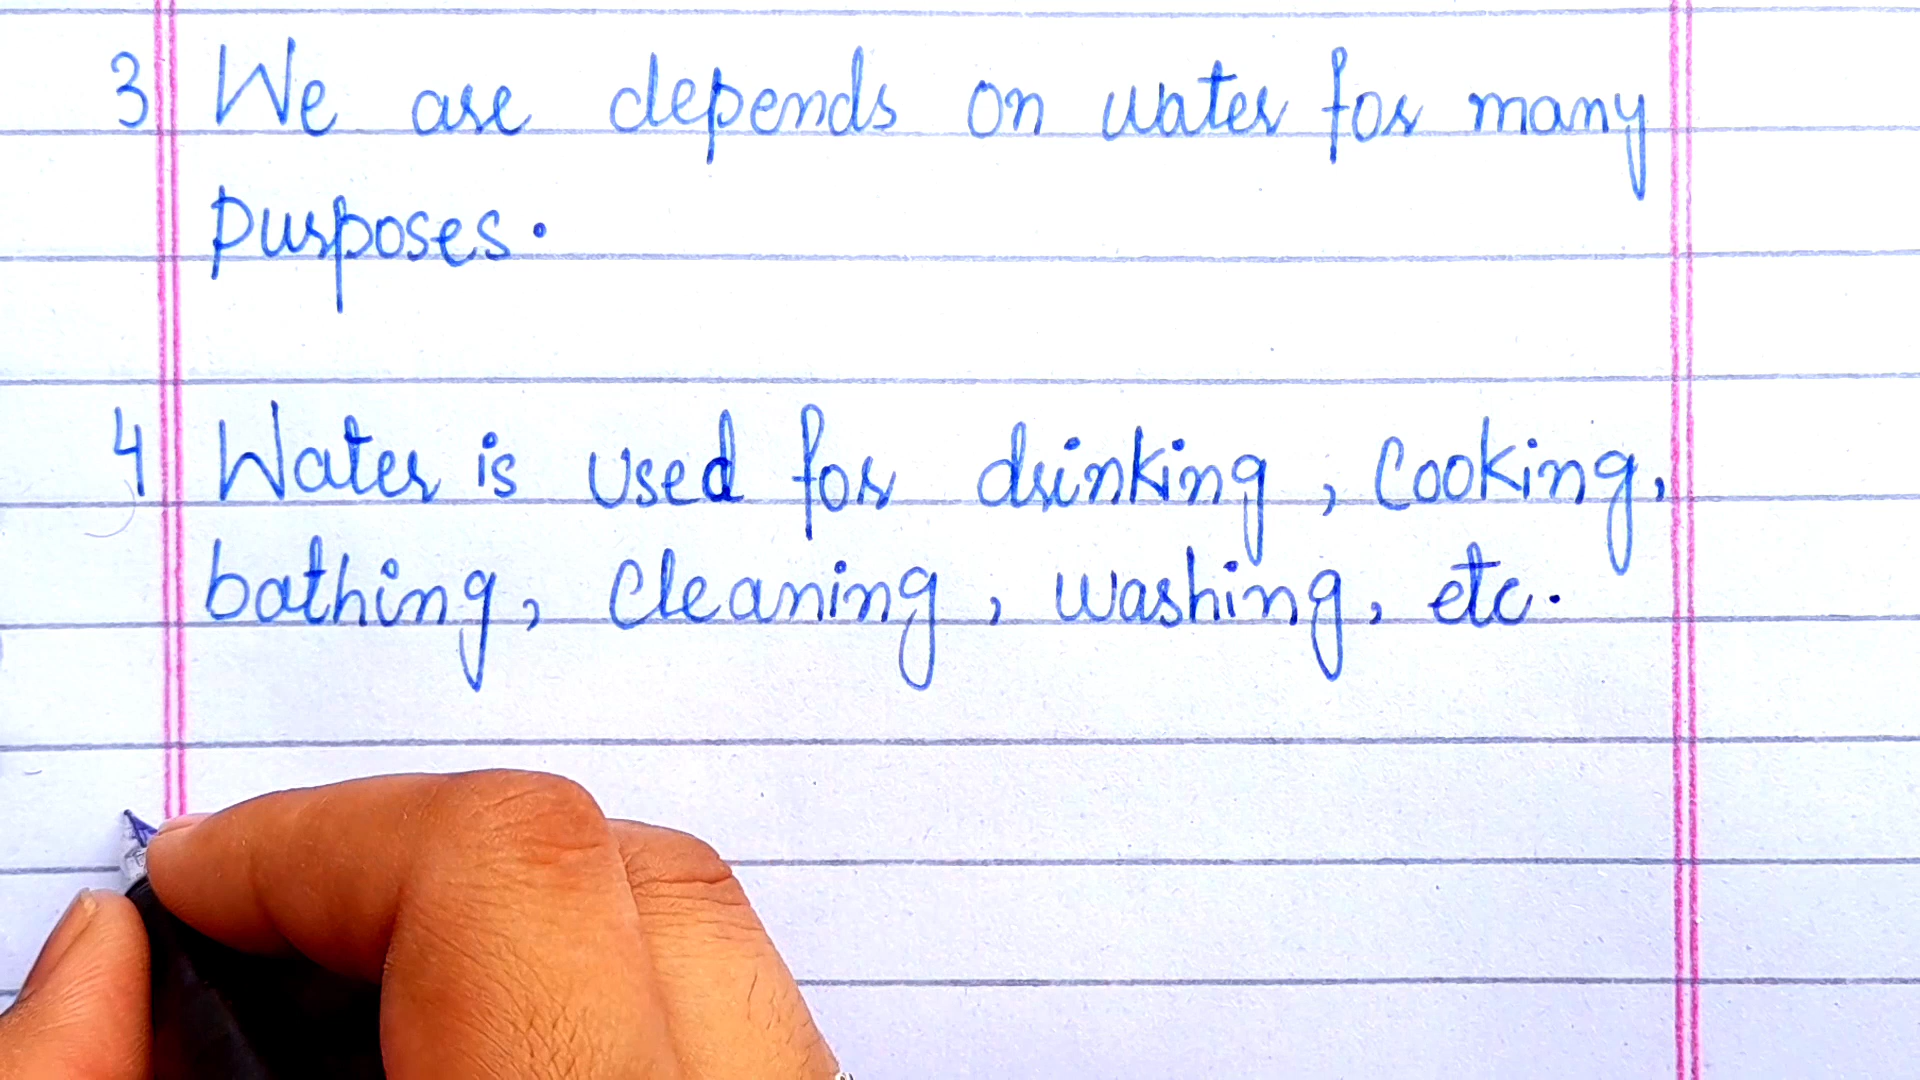 3 We are depends on water for many
purposes.
4 Water is used for drinking, Cooking,
bathing, Cleaning, washing, etc.